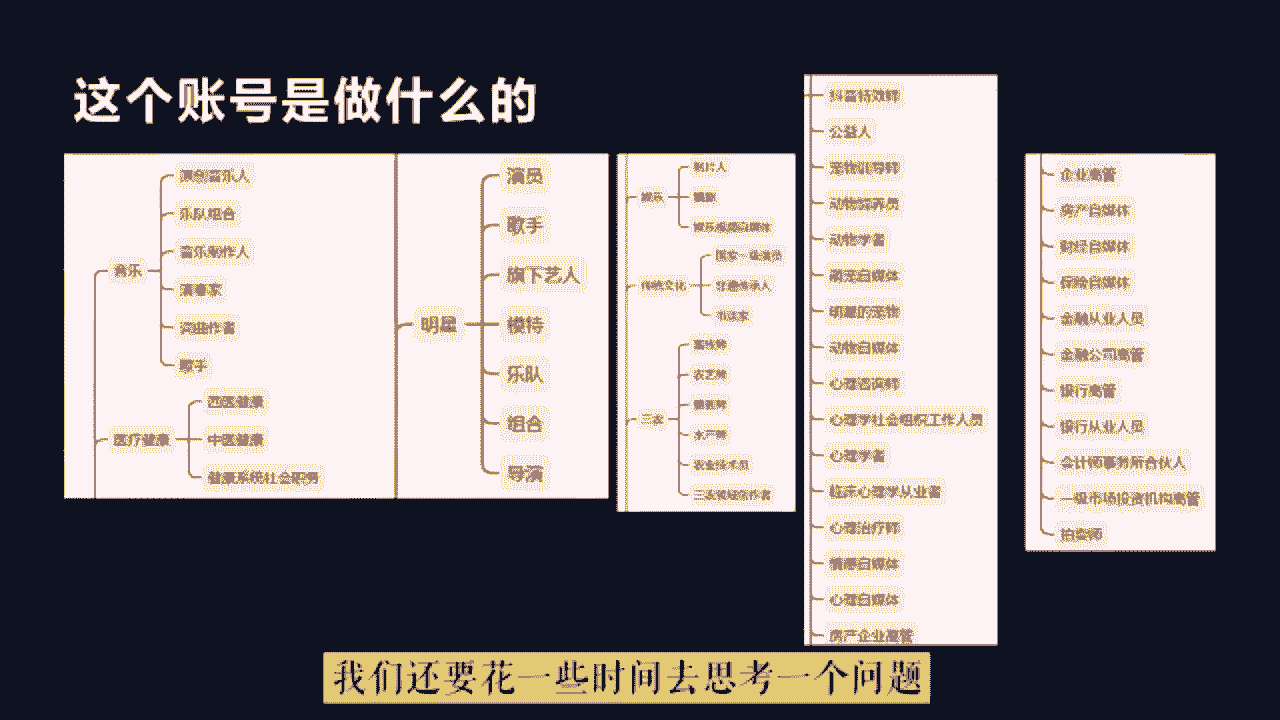 这个账号是做什么的
原创音乐人
乐队组合
音乐制作人
音乐
演奏家
词曲作者
歌手
医疗健康
西医健康
中医健康
健康系统社会职务
明星
演员
歌手
旗下艺人
模特
乐队
组合
导演
娱乐
制片人
编剧
娱乐视频自媒体
传统文化
国家一级演员
非遗传承人
书法家
三农
畜牧师
农艺师
兽医师
水产师
农业技术员
三农领域创作者
抖音特效师
公益人
宠物训导师
动物饲养员
动物学者
萌宠自媒体
明星的宠物
动物自媒体
心理咨询师
心理学社会组织工作人员
心理学者
临床心理学从业者
心理治疗师
情感自媒体
心理自媒体
房产企业高管
企业高管
房产自媒体
财经自媒体
保险自媒体
金融从业人员
金融公司高管
银行高管
银行从业人员
会计师事务所合伙人
一级市场投资机构高管
拍卖师
我们还要花一些时间去思考一个问题